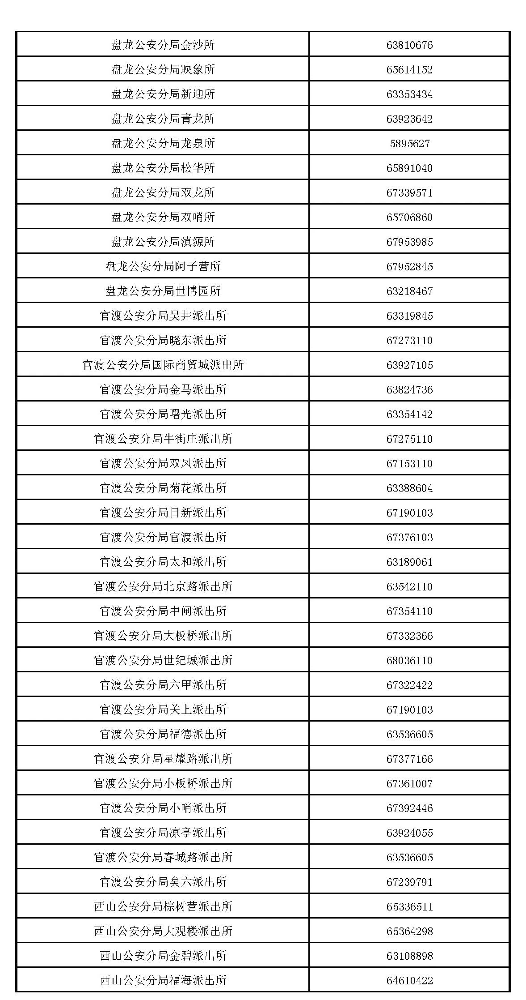 盘龙公安分局金沙所 63810676
盘龙公安分局映象所 65614152
盘龙公安分局新迎所 63353434
盘龙公安分局青龙所 63923642
盘龙公安分局龙泉所 5895627
盘龙公安分局松华所 65891040
盘龙公安分局双龙所 67339571
盘龙公安分局双哨所 65706860
盘龙公安分局滇源所 67953985
盘龙公安分局阿子营所 67952845
盘龙公安分局世博园所 63218467
官渡公安分局吴井派出所 63319845
官渡公安分局晓东派出所 67273110
官渡公安分局国际商贸城派出所 63927105
官渡公安分局金马派出所 63824736
官渡公安分局曙光派出所 63354142
官渡公安分局牛街庄派出所 67275110
官渡公安分局双凤派出所 67153110
官渡公安分局菊花派出所 63388604
官渡公安分局日新派出所 67190103
官渡公安分局官渡派出所 67376103
官渡公安分局太和派出所 63189061
官渡公安分局北京路派出所 63542110
官渡公安分局中闸派出所 67354110
官渡公安分局大板桥派出所 67332366
官渡公安分局世纪城派出所 68036110
官渡公安分局六甲派出所 67322422
官渡公安分局关上派出所 67190103
官渡公安分局福德派出所 63536605
官渡公安分局星耀路派出所 67377166
官渡公安分局小板桥派出所 67361007
官渡公安分局小哨派出所 67392446
官渡公安分局凉亭派出所 63924055
官渡公安分局春城路派出所 63536605
官渡公安分局矣六派出所 67239791
西山公安分局棕树营派出所 65336511
西山公安分局大观楼派出所 65364298
西山公安分局金碧派出所 63108898
西山公安分局福海派出所 64610422